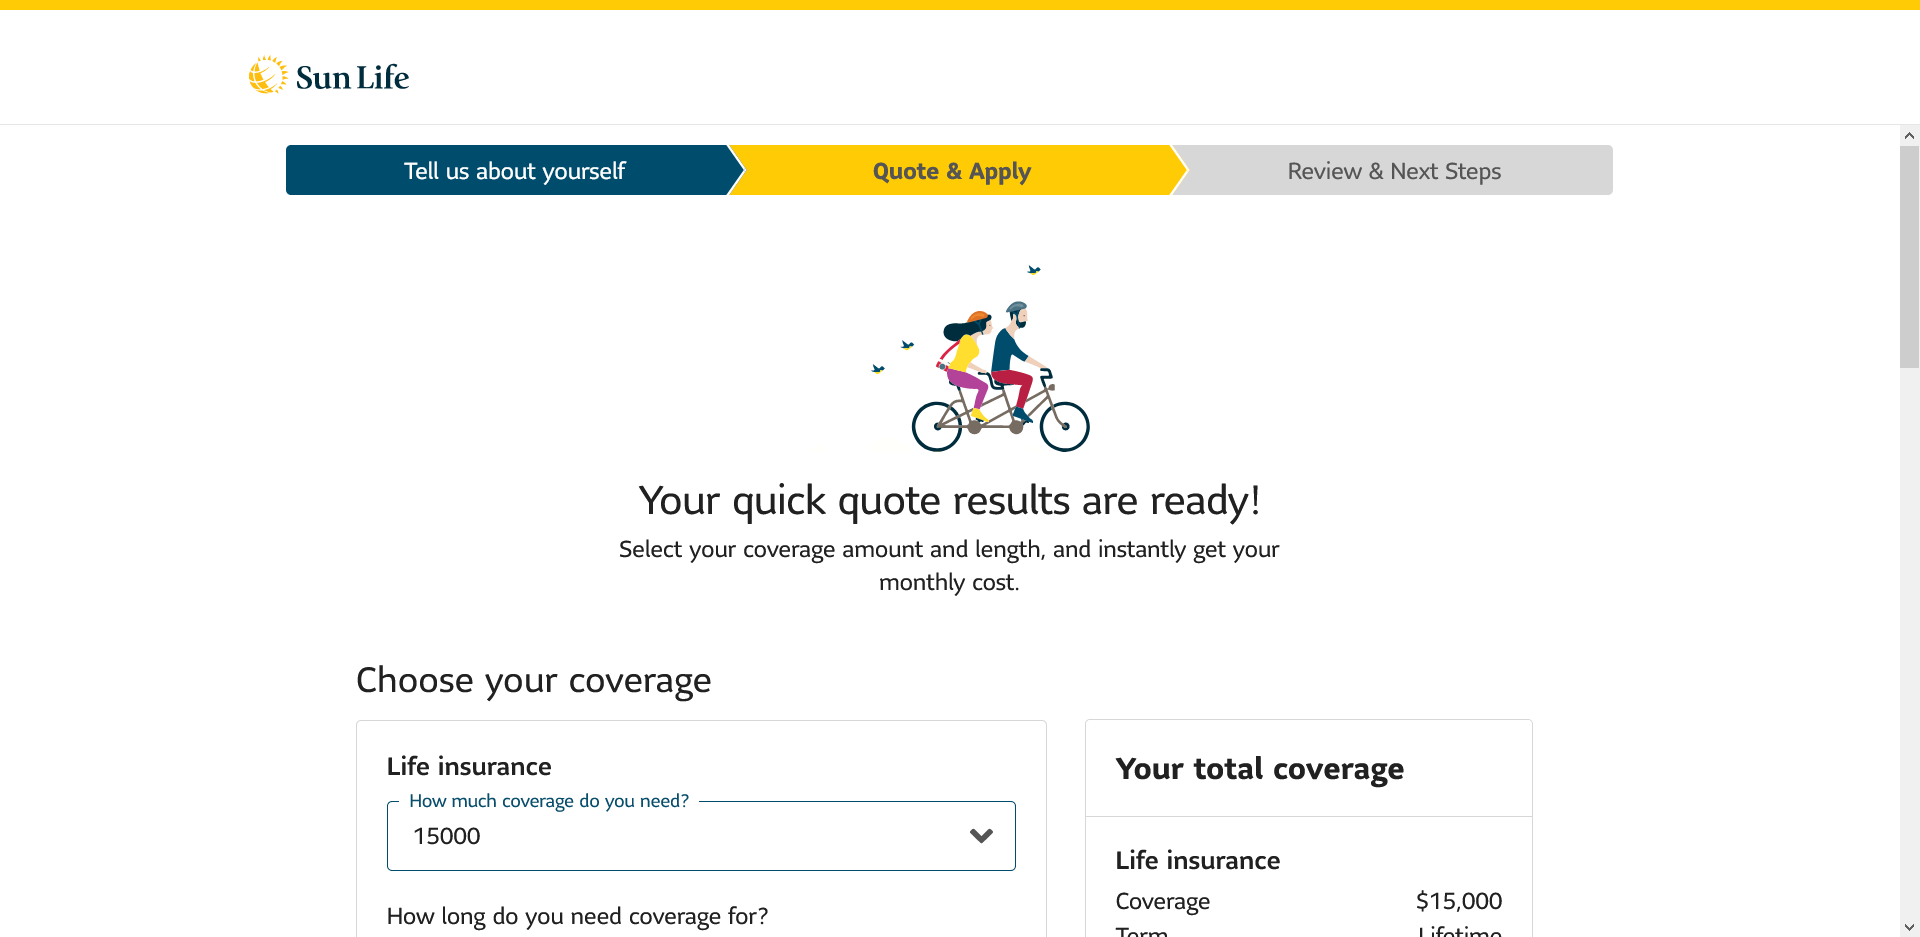 Sun Life
Tell us about yourself
Quote & Apply
Review & Next Steps
Your quick quote results are ready!
Select your coverage amount and length, and instantly get your
monthly cost.
Choose your coverage
Life insurance
How much coverage do you need?
15000
How long do you need coverage for?
Your total coverage
Life insurance
Coverage $15,000
Term Lifetime